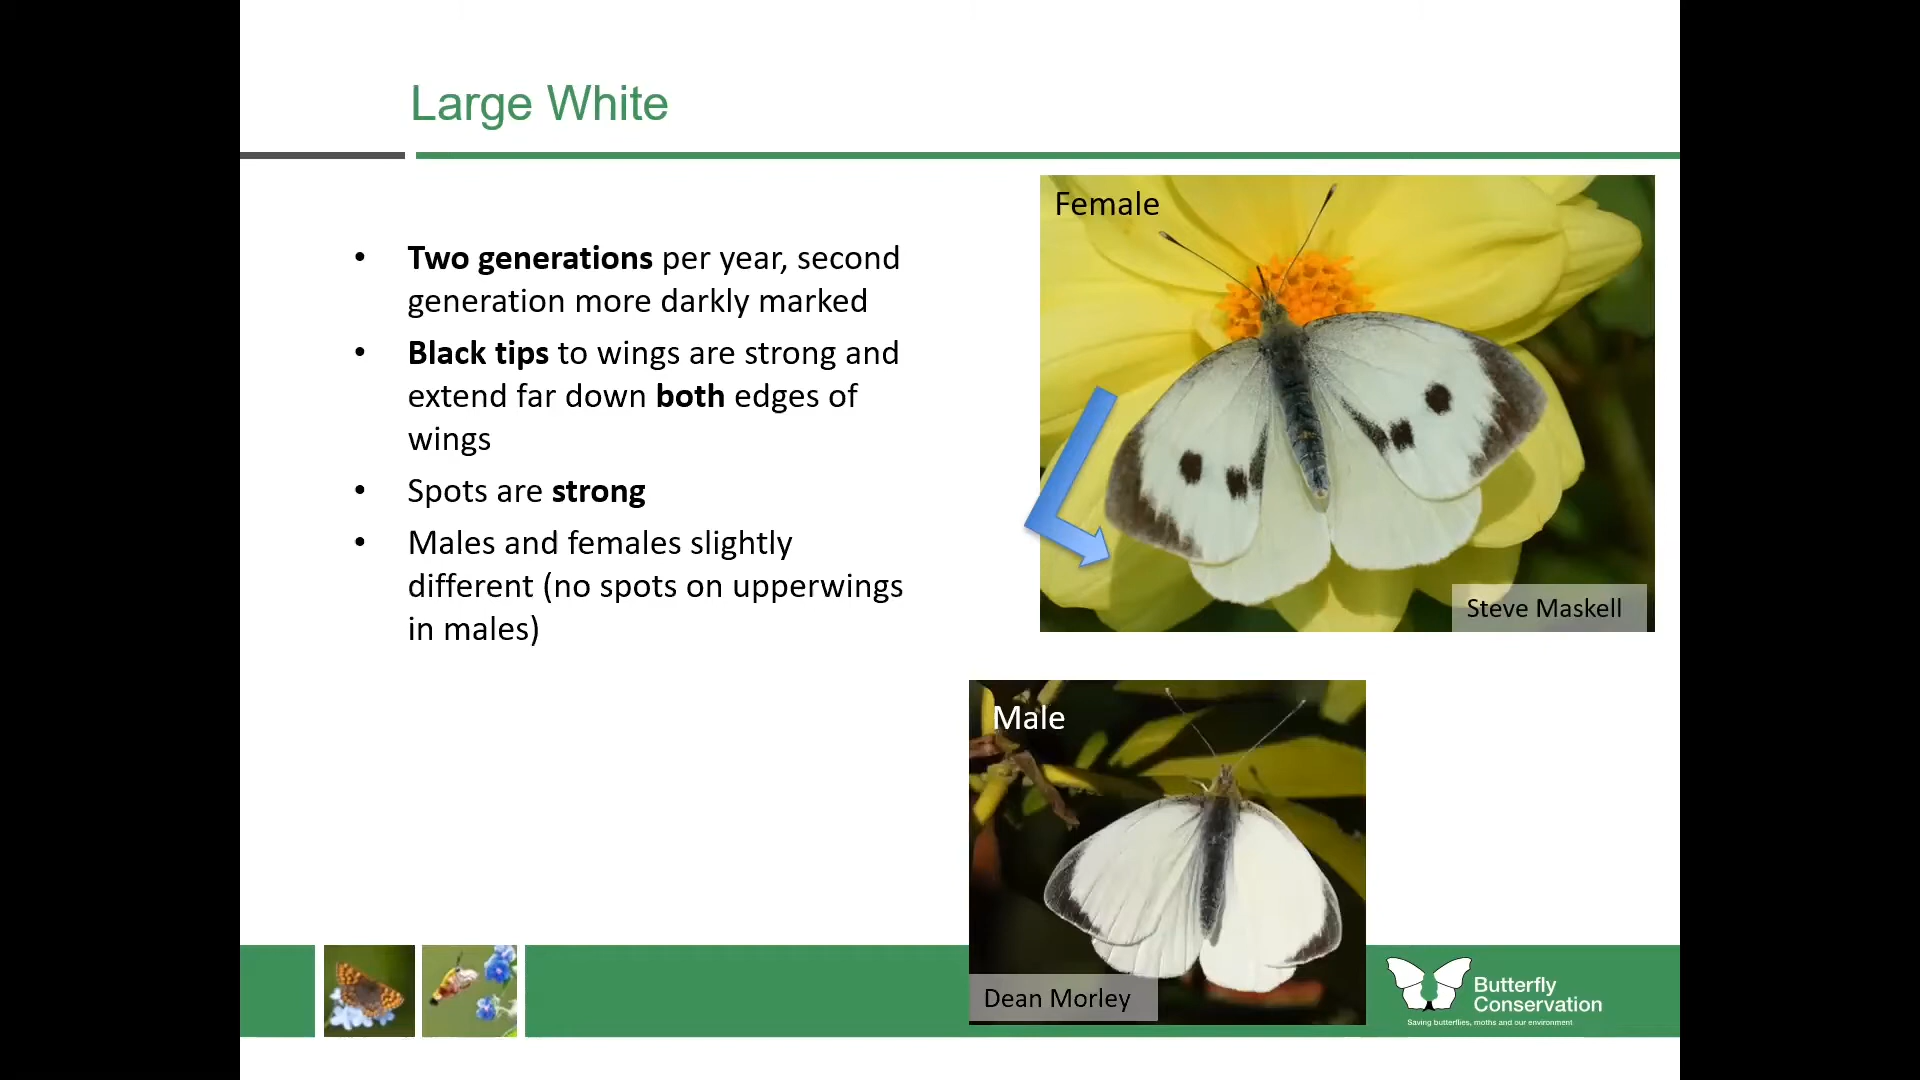 Large White
• Two generations per year, second
generation more darkly marked
• Black tips to wings are strong and
extend far down both edges of
wings
• Spots are strong
• Males and females slightly
different (no spots on upperwings
in males)
Female
Steve Maskell
Male
Dean Morley
Butterfly
Conservation
Saving butterflies, moths and our environment